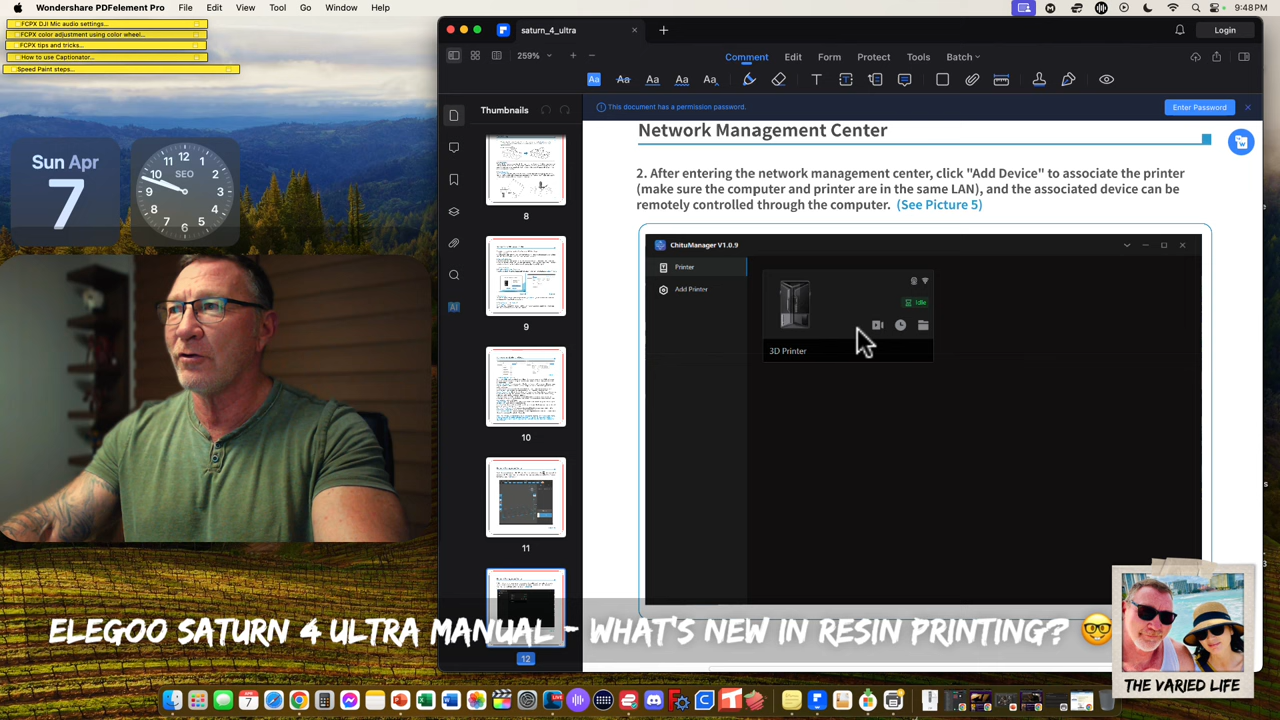 Wondershare PDFelement Pro File Edit View Tool Go Window Help
9:48 PM
FCPX DJI Mic audio settings...
FCPX color adjustment using color wheel...
FCPX tips and tricks...
How to use Captionator...
Speed Paint steps...
Sun Apr
7
12 1 2 3 4 5 6 7 8 9 10 11
SEO
saturn_4_ultra
Login
259%
Comment Edit Form Protect Tools Batch
Thumbnails
This document has a permission password.
Enter Password
8
9
10
11
12
Network Management Center
2. After entering the network management center, click "Add Device" to associate the printer
(make sure the computer and printer are in the same LAN), and the associated device can be
remotely controlled through the computer. (See Picture 5)
ChituManager V1.0.9
Printer
Add Printer
Idle
3D Printer
ELEGOO SATURN 4 ULTRA MANUAL - WHAT'S NEW IN RESIN PRINTING? 🤓
THE VARIED LIFE